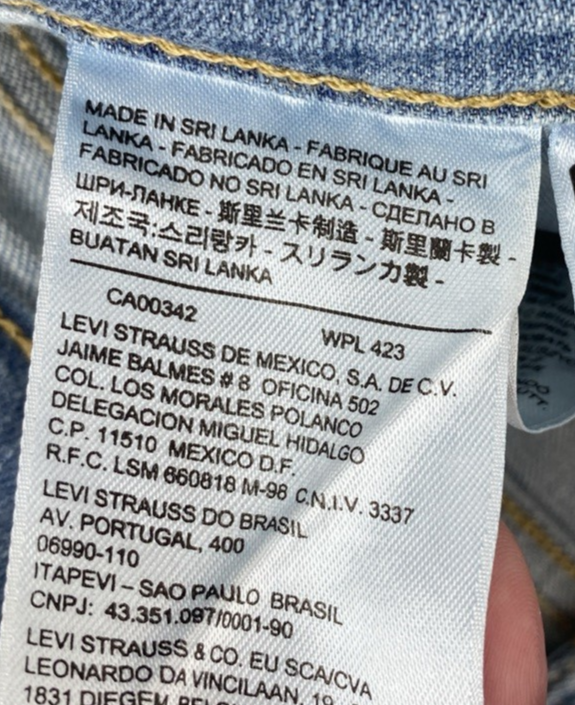 MADE IN SRI LANKA - FABRIQUE AU SRI
LANKA - FABRICADO EN SRI LANKA -
FABRICADO NO SRI LANKA - СДЕЛАНО В
ШРИ-ЛАНКЕ - 斯里兰卡制造 - 斯里蘭卡製 -
제조국:스리랑카 - スリランカ製 -
BUATAN SRI LANKA
CA00342 WPL 423
LEVI STRAUSS DE MEXICO, S.A. DE C.V.
JAIME BALMES # 8 OFICINA 502
COL. LOS MORALES POLANCO
DELEGACION MIGUEL HIDALGO
C.P. 11510 MEXICO D.F.
R.F.C. LSM 660818 M-98 C.N.I.V. 3337
LEVI STRAUSS DO BRASIL
AV. PORTUGAL, 400
06990-110
ITAPEVI – SAO PAULO BRASIL
CNPJ: 43.351.097/0001-90
LEVI STRAUSS & CO. EU SCA/CVA
LEONARDO DA VINCILAAN, 19
1831 DIEGEM